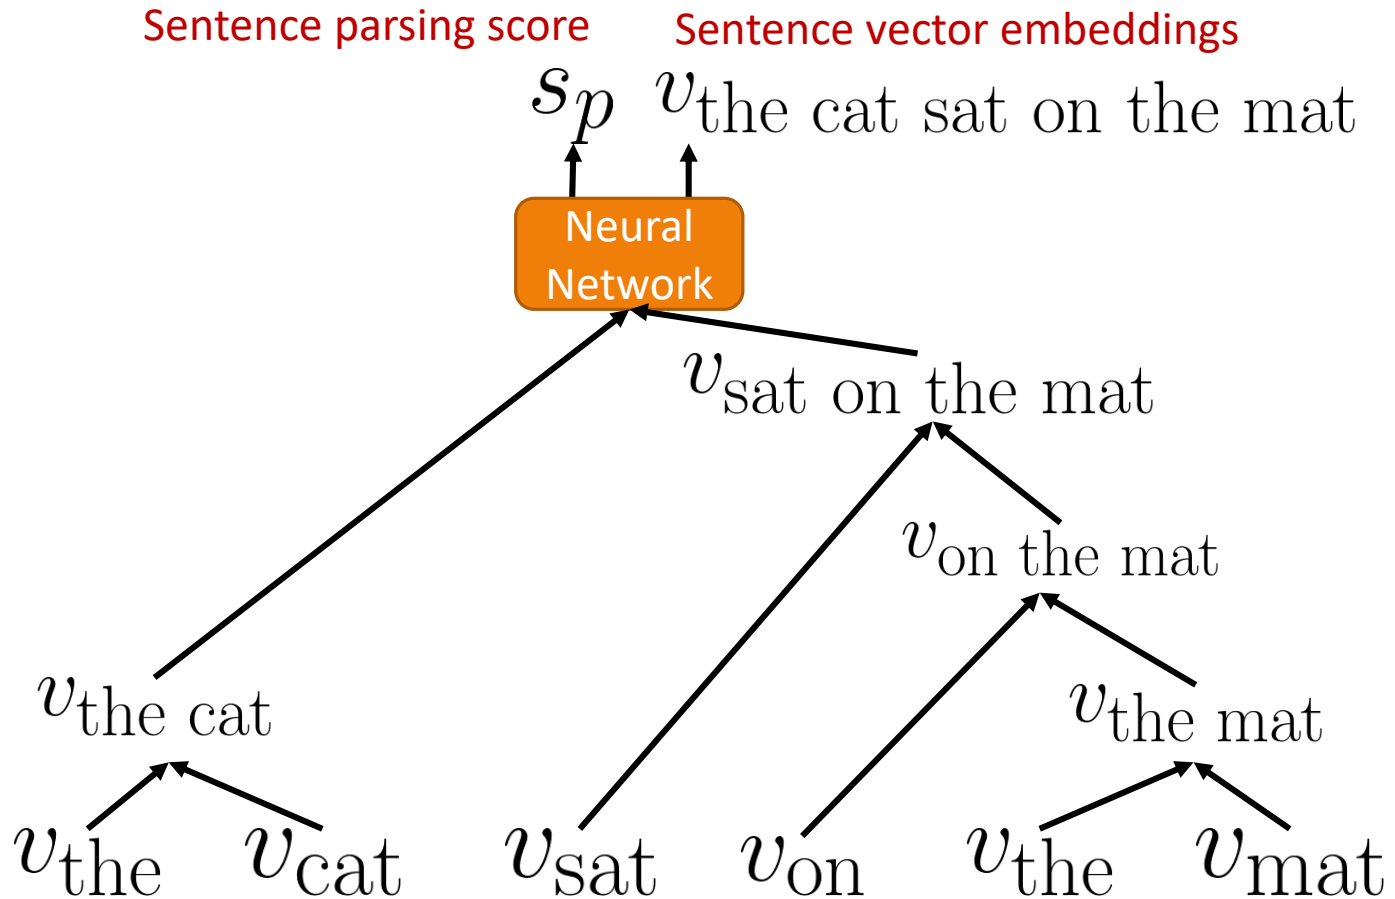 Sentence parsing score
Sentence vector embeddings
s_p
v_the cat sat on the mat
Neural
Network
v_sat on the mat
v_on the mat
v_the cat
v_the mat
v_the
v_cat
v_sat
v_on
v_the
v_mat